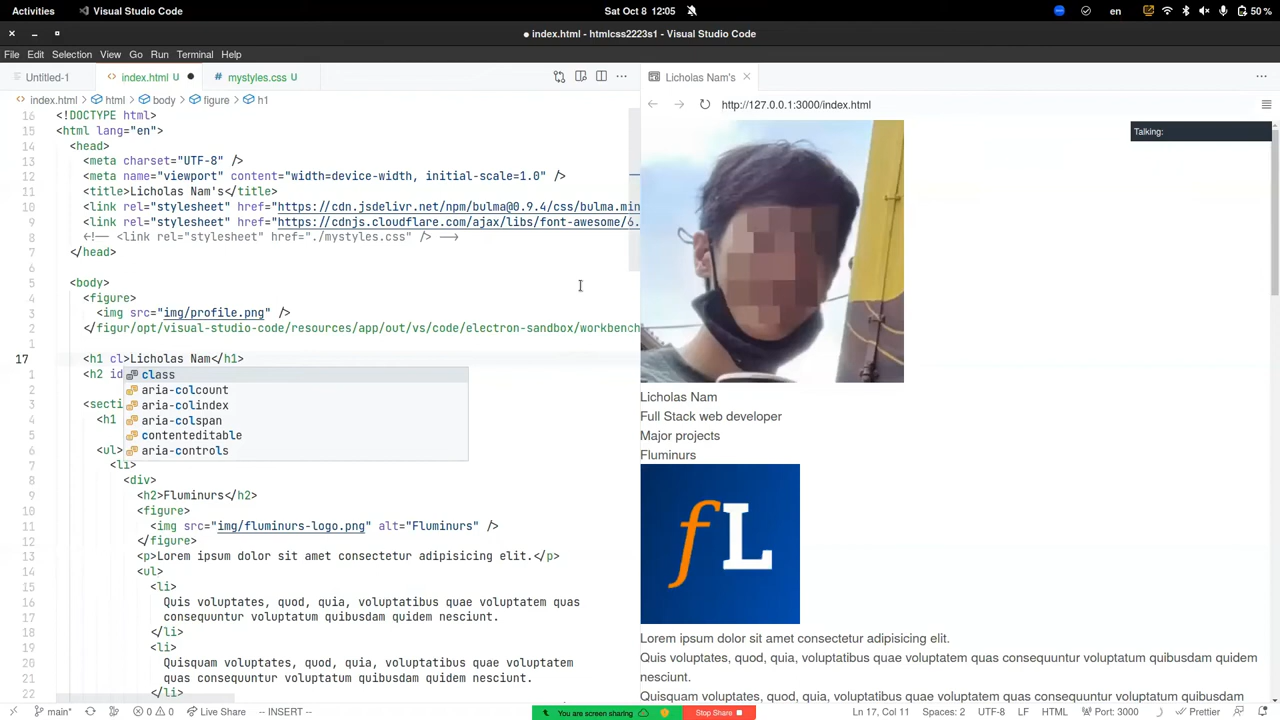 Activities
Visual Studio Code
Sat Oct 8 12:05
en
50 %
● index.html - htmlcss2223s1 - Visual Studio Code
File Edit Selection View Go Run Terminal Help
Untitled-1
index.html U
mystyles.css U
Licholas Nam's
index.html > html > body > figure > h1
http://127.0.0.1:3000/index.html
16 <!DOCTYPE html>
15 <html lang="en">
14 <head>
13 <meta charset="UTF-8" />
12 <meta name="viewport" content="width=device-width, initial-scale=1.0" />
11 <title>Licholas Nam's</title>
10 <link rel="stylesheet" href="https://cdn.jsdelivr.net/npm/bulma@0.9.4/css/bulma.min
9 <link rel="stylesheet" href="https://cdnjs.cloudflare.com/ajax/libs/font-awesome/6.
8 <!-- <link rel="stylesheet" href="./mystyles.css" /> -->
7 </head>
6
5 <body>
4 <figure>
3 <img src="img/profile.png" />
2 </figur/opt/visual-studio-code/resources/app/out/vs/code/electron-sandbox/workbench
1
17 <h1 cl>Licholas Nam</h1>
1 <h2 id
2
3 <secti
4 <h1
5
6 <ul>
class
aria-colcount
aria-colindex
aria-colspan
contenteditable
aria-controls
7 <li>
8 <div>
9 <h2>Fluminurs</h2>
10 <figure>
11 <img src="img/fluminurs-logo.png" alt="Fluminurs" />
12 </figure>
13 <p>Lorem ipsum dolor sit amet consectetur adipisicing elit.</p>
14 <ul>
15 <li>
16 Quis voluptates, quod, quia, voluptatibus quae voluptatem quas
17 consequuntur voluptatum quibusdam quidem nesciunt.
18 </li>
19 <li>
20 Quisquam voluptates, quod, quia, voluptatibus quae voluptatem
21 quas consequuntur voluptatum quibusdam quidem nesciunt.
22 </li>
Talking:
Licholas Nam
Full Stack web developer
Major projects
Fluminurs
fL
Lorem ipsum dolor sit amet consectetur adipisicing elit.
Quis voluptates, quod, quia, voluptatibus quae voluptatem quas consequuntur voluptatum quibusdam quidem
nesciunt.
Quisquam voluptates, quod, quia, voluptatibus quae voluptatem quas consequuntur voluptatum quibusdam
main*
0 0
Live Share
-- INSERT --
You are screen sharing
Stop Share
Ln 17, Col 11
Spaces: 2
UTF-8
LF
HTML
Port: 3000
Prettier